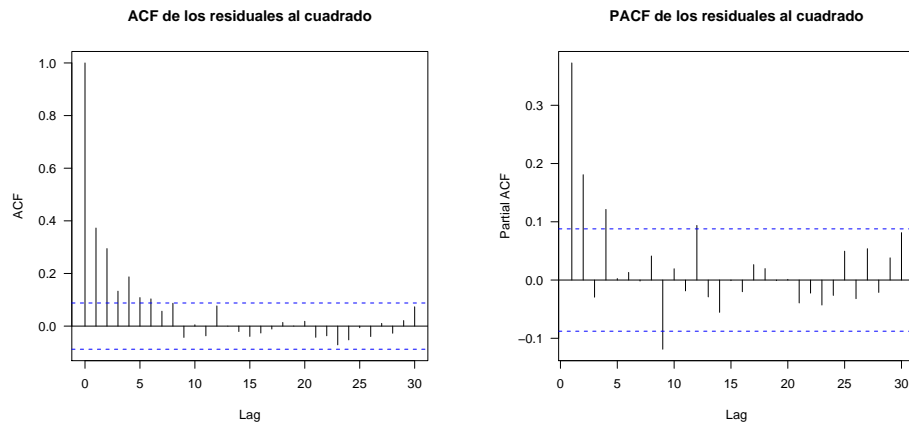 ACF de los residuales al cuadrado
ACF
1.0
0.8
0.6
0.4
0.2
0.0
0 5 10 15 20 25 30
Lag
PACF de los residuales al cuadrado
Partial ACF
0.3
0.2
0.1
0.0
−0.1
0 5 10 15 20 25 30
Lag